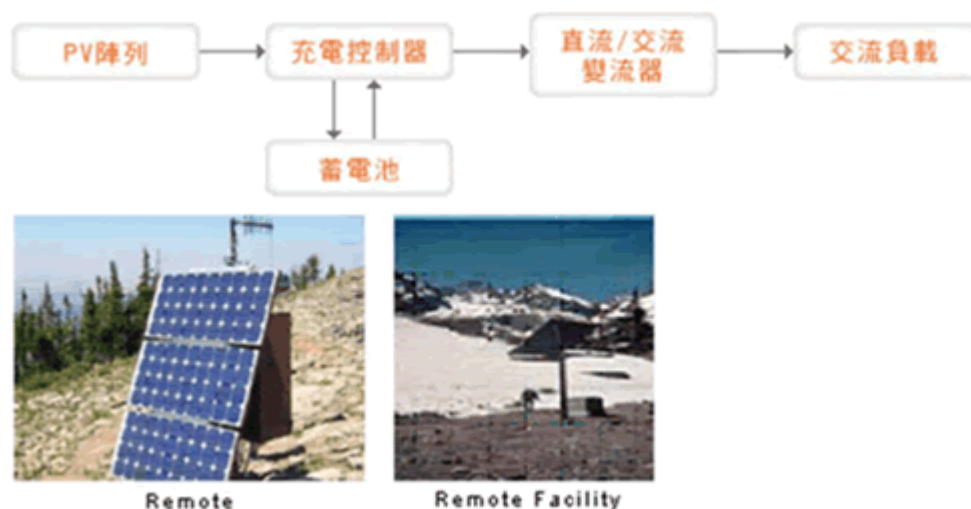 PV陣列
充電控制器
直流/交流
變流器
交流負載
蓄電池
Remote
Remote Facility